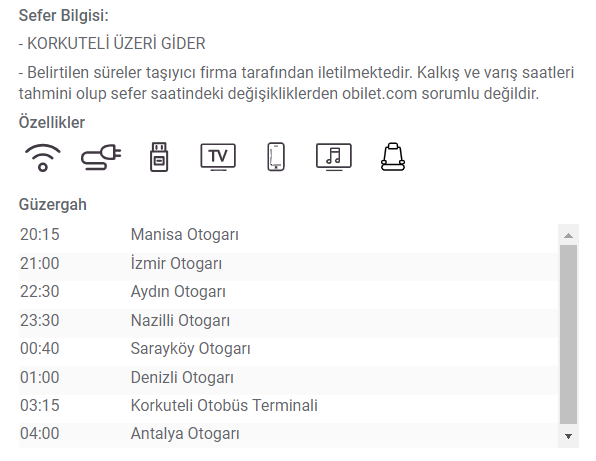 Sefer Bilgisi:
- KORKUTELİ ÜZERİ GİDER
- Belirtilen süreler taşıyıcı firma tarafından iletilmektedir. Kalkış ve varış saatleri
tahmini olup sefer saatindeki değişikliklerden obilet.com sorumlu değildir.
Özellikler
TV
Güzergah
20:15 Manisa Otogarı
21:00 İzmir Otogarı
22:30 Aydın Otogarı
23:30 Nazilli Otogarı
00:40 Sarayköy Otogarı
01:00 Denizli Otogarı
03:15 Korkuteli Otobüs Terminali
04:00 Antalya Otogarı